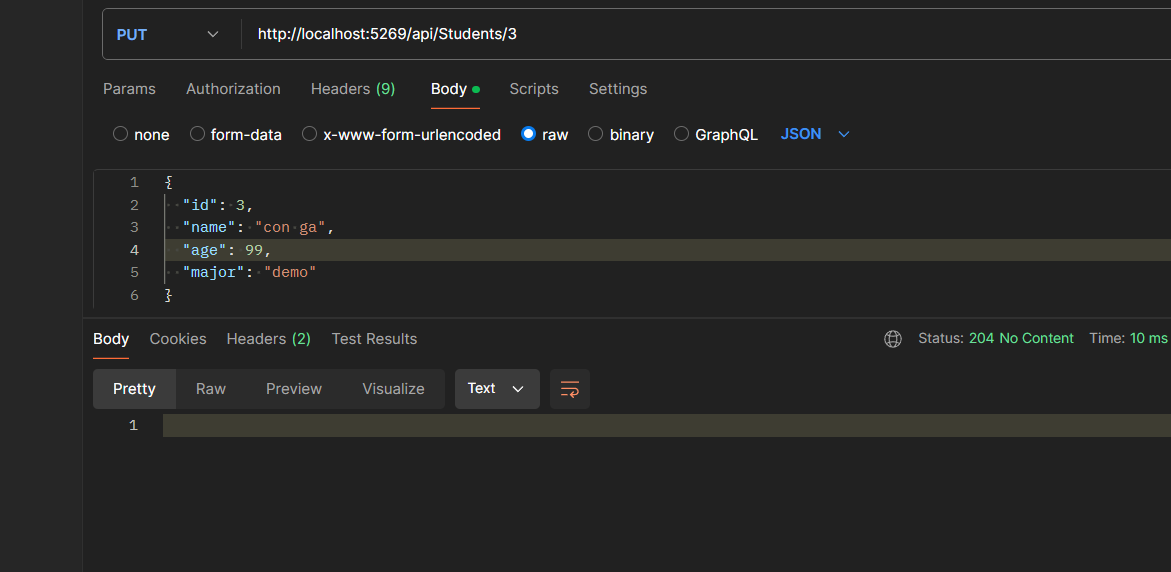 PUT http://localhost:5269/api/Students/3
Params Authorization Headers (9) Body Scripts Settings
none form-data x-www-form-urlencoded raw binary GraphQL JSON
1 {
2 "id": 3,
3 "name": "con ga",
4 "age": 99,
5 "major": "demo"
6 }
Body Cookies Headers (2) Test Results Status: 204 No Content Time: 10 ms
Pretty Raw Preview Visualize Text
1